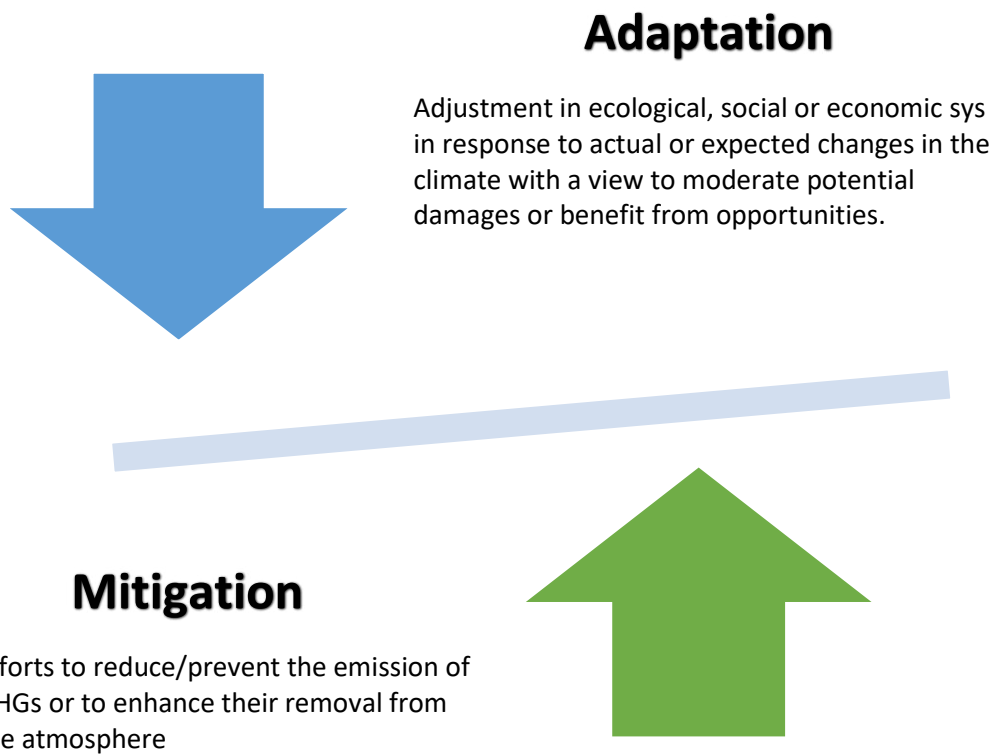 Adaptation
Adjustment in ecological, social or economic sys
in response to actual or expected changes in the
climate with a view to moderate potential
damages or benefit from opportunities.
Mitigation
forts to reduce/prevent the emission of
HGs or to enhance their removal from
e atmosphere